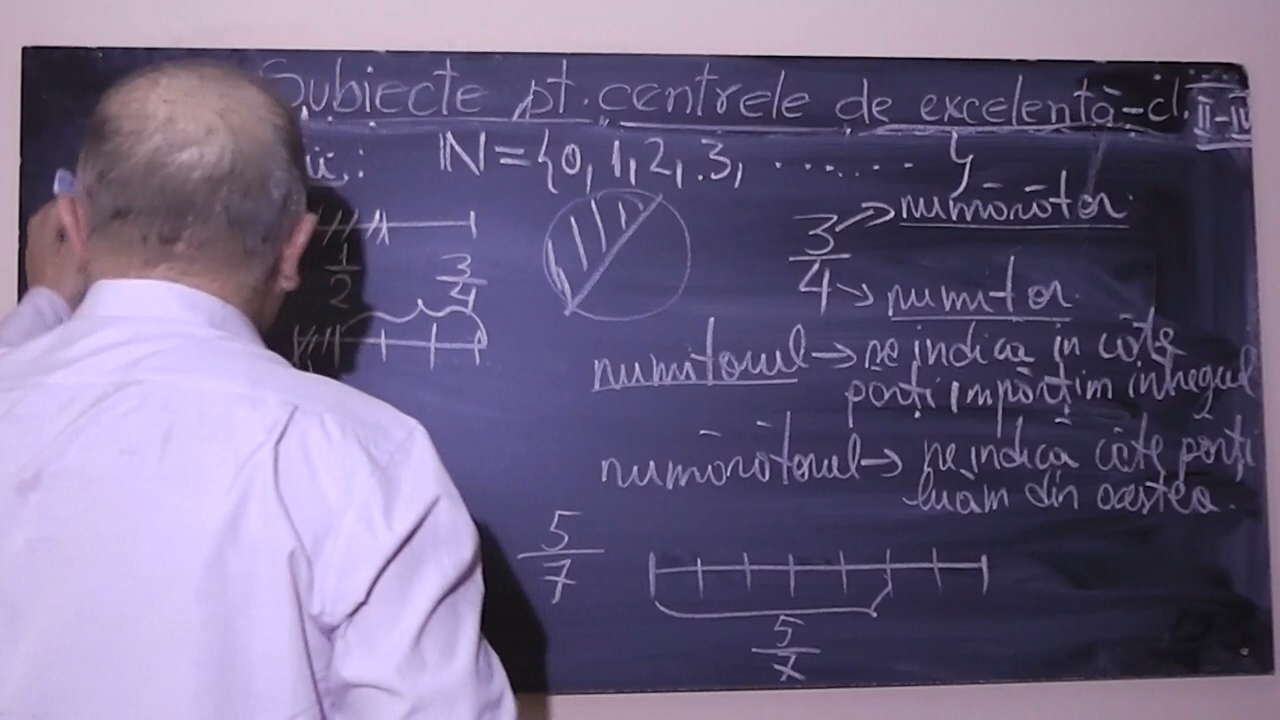 Subiecte pt. centrele de excelență - cl. II-IV
N={0, 1, 2, 3, ........ }
3/4 → numărător
→ numitor
1/2
3/4
numitorul → ne indică în câte
părți împărțim întregul
numărătorul → ne indică câte părți
luăm din acestea.
5/7
5/7